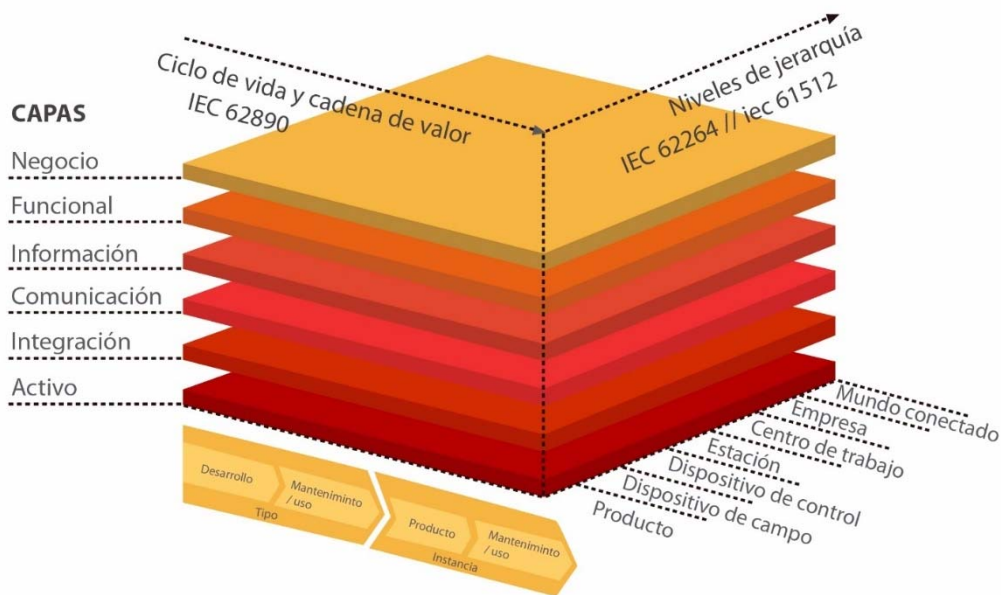 Ciclo de vida y cadena de valor
IEC 62890
Niveles de jerarquía
IEC 62264 // iec 61512
CAPAS
Negocio
Funcional
Información
Comunicación
Integración
Activo
Mundo conectado
Empresa
Centro de trabajo
Estación
Dispositivo de control
Dispositivo de campo
Producto
Desarrollo
Manteniminto
/ uso
Tipo
Producto
Manteniminto
/ uso
Instancia